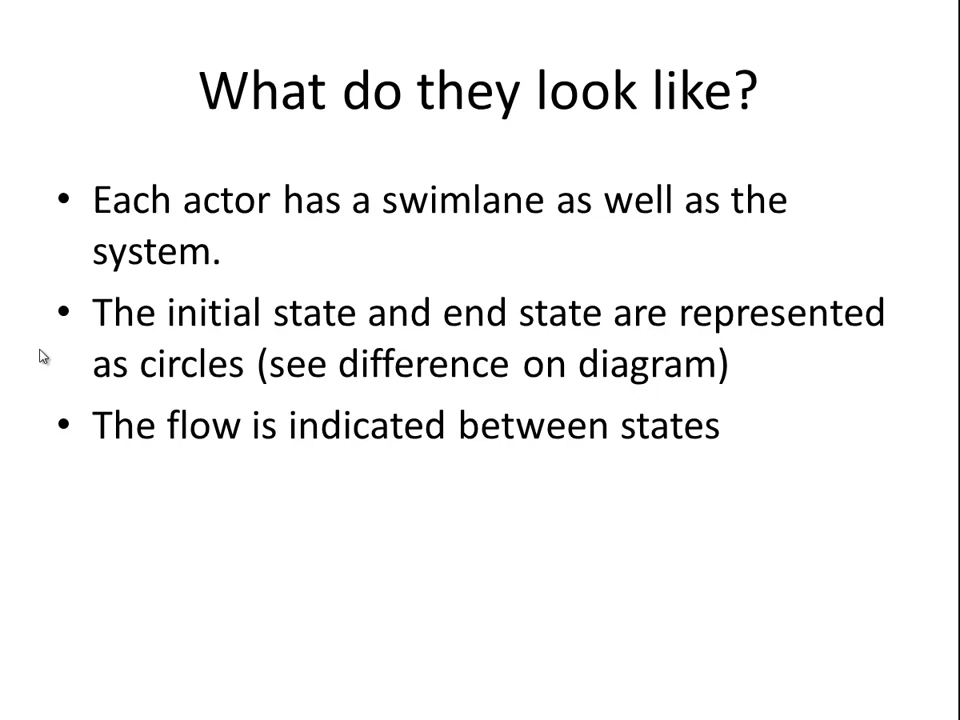 What do they look like?
• Each actor has a swimlane as well as the
system.
• The initial state and end state are represented
as circles (see difference on diagram)
• The flow is indicated between states